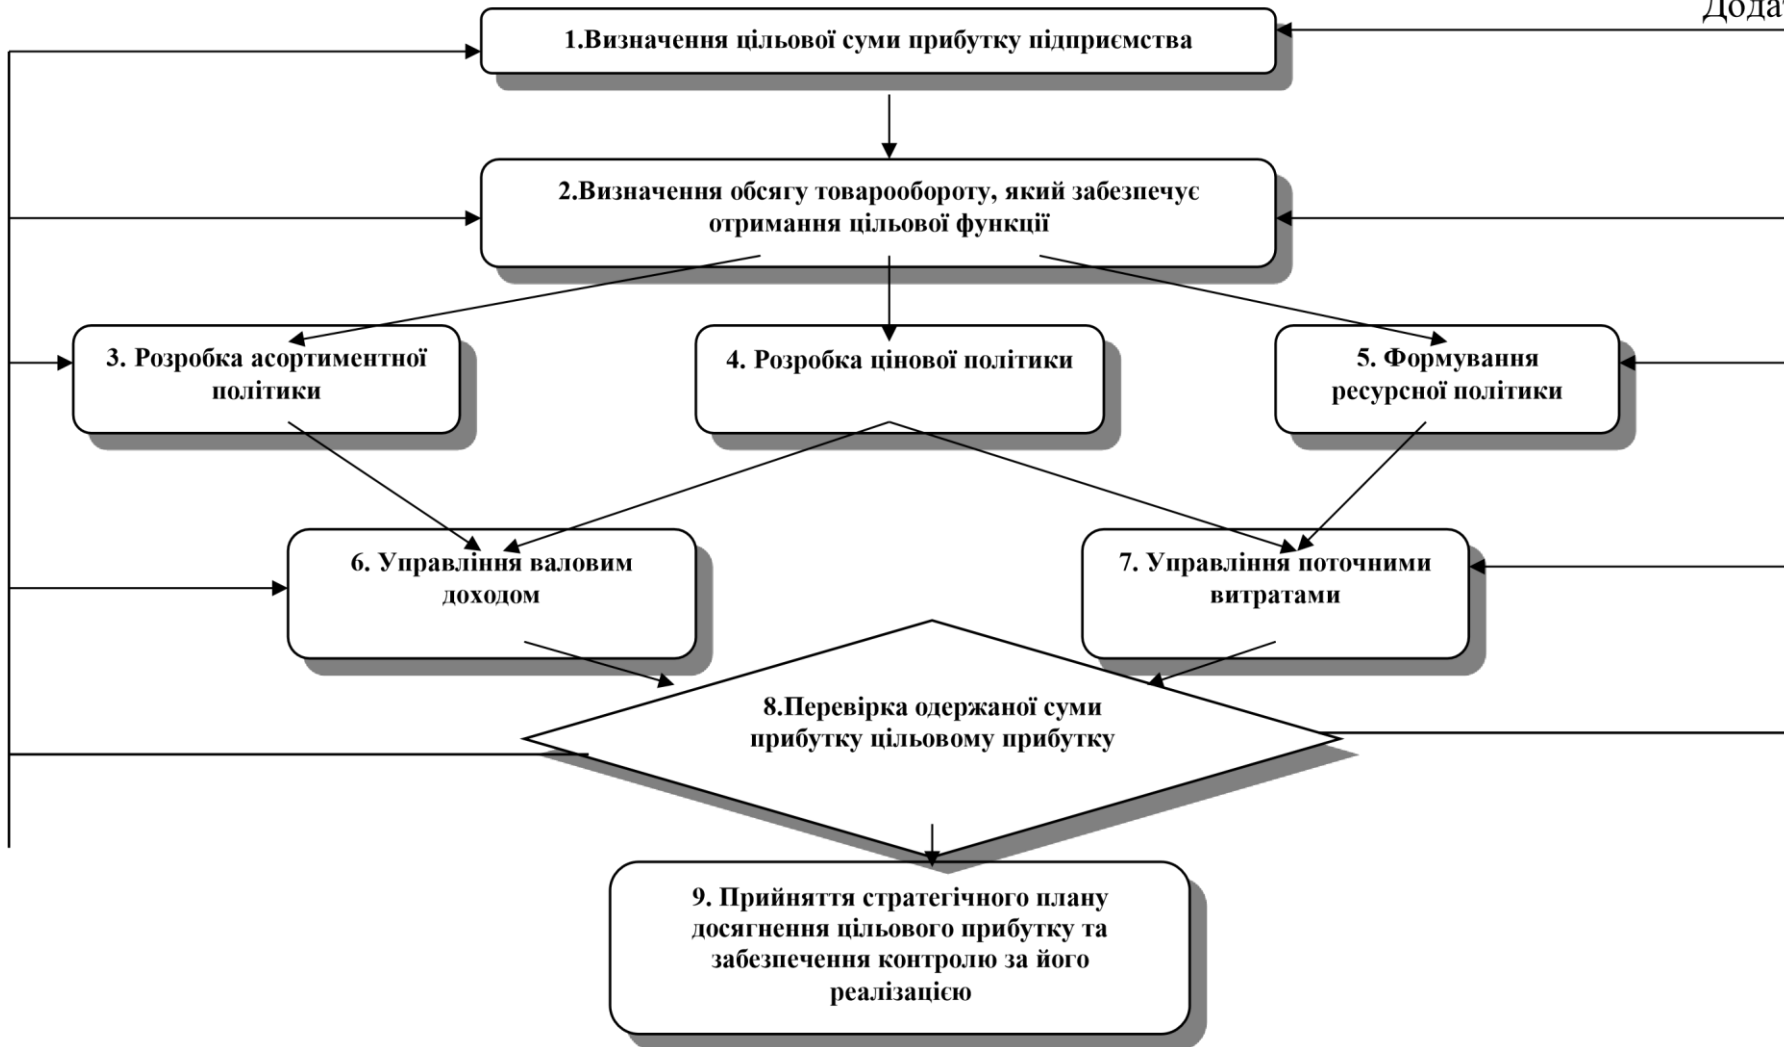 Додат
1.Визначення цільової суми прибутку підприємства
2.Визначення обсягу товарообороту, який забезпечує
отримання цільової функції
3. Розробка асортиментної
політики
4. Розробка цінової політики
5. Формування
ресурсної політики
6. Управління валовим
доходом
7. Управління поточними
витратами
8.Перевірка одержаної суми
прибутку цільовому прибутку
9. Прийняття стратегічного плану
досягнення цільового прибутку та
забезпечення контролю за його
реалізацією